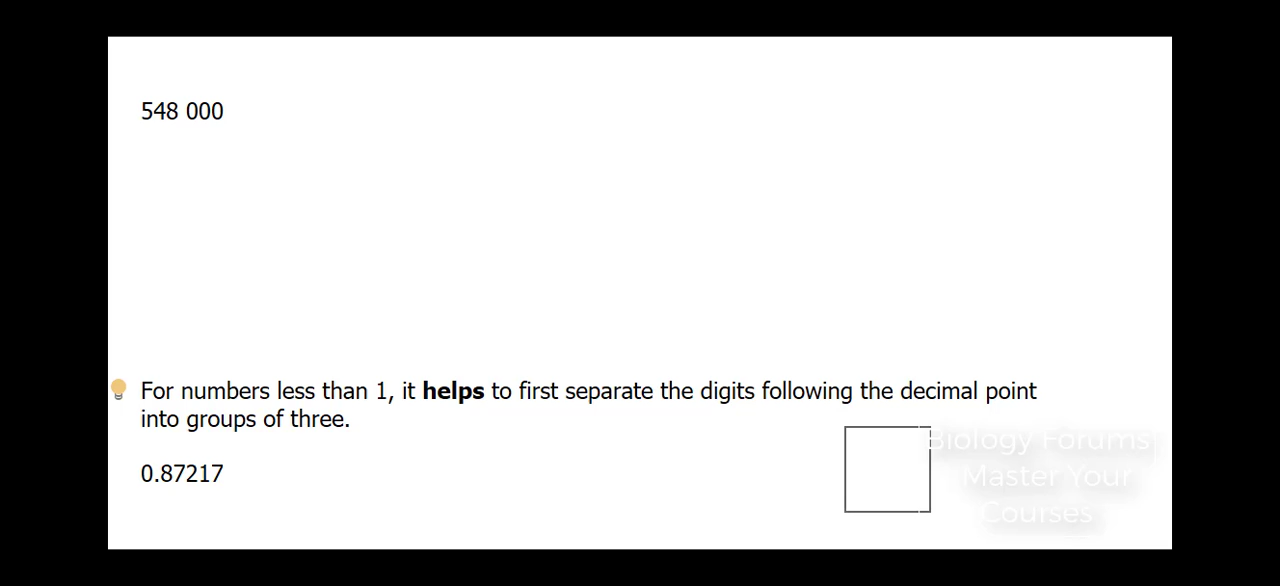 548 000
For numbers less than 1, it helps to first separate the digits following the decimal point
into groups of three.
0.87217
Biology Forums
Master Your
Courses